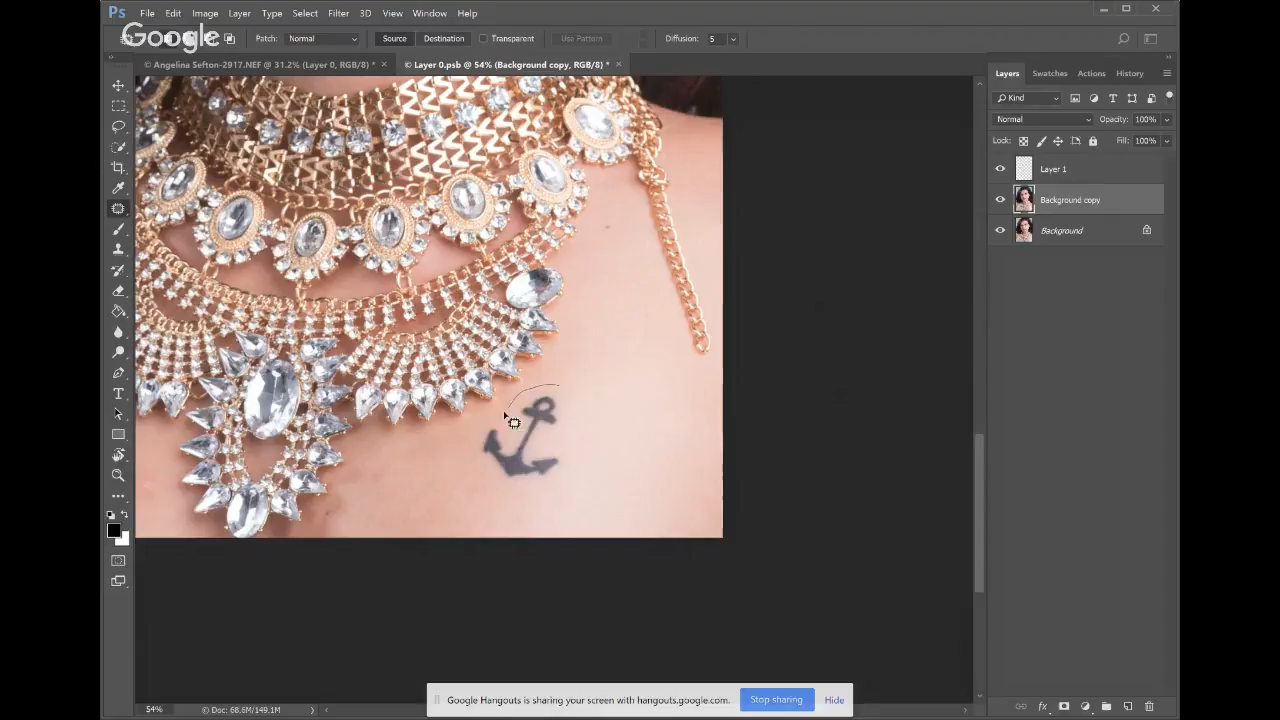 Ps File Edit Image Layer Type Select Filter 3D View Window Help
Google
Patch: Normal Source Destination Transparent Use Pattern Diffusion: 5
© Angelina Sefton-2917.NEF @ 31.2% (Layer 0, RGB/8) * × © Layer 0.psb @ 54% (Background copy, RGB/8) * ×
Layers Swatches Actions History
Kind
Normal Opacity: 100%
Lock: Fill: 100%
Layer 1
Background copy
Background
T
Google Hangouts is sharing your screen with hangouts.google.com. Stop sharing Hide
54% © Doc: 68.6M/149.1M
fx